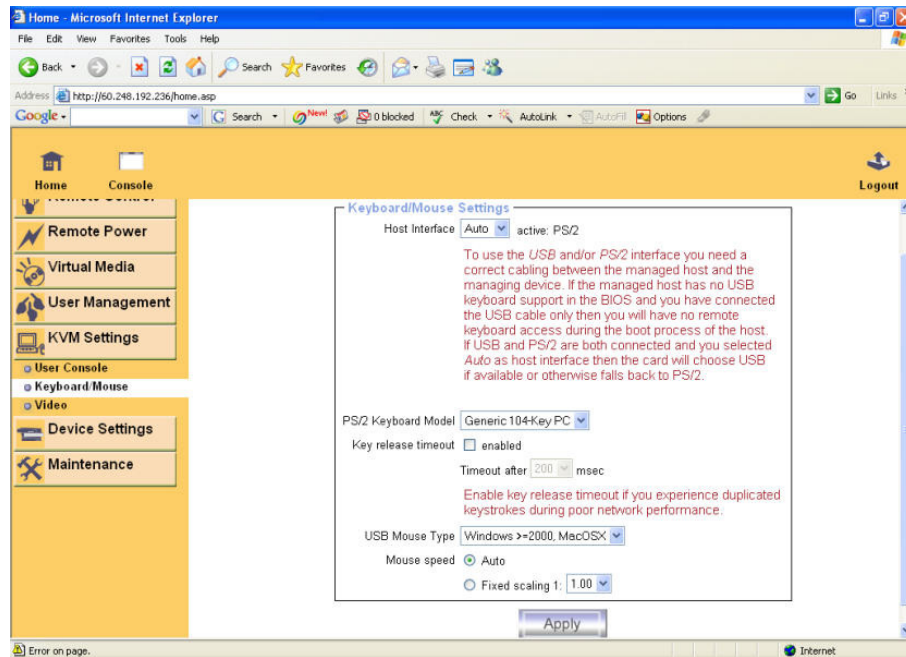 Home - Microsoft Internet Explorer
File Edit View Favorites Tools Help
Back Search Favorites
Address http://60.248.192.236/home.asp Go Links
Google Search New! 0 blocked ABC Check AutoLink AutoFill Options
Home Console Logout
Remote Control
Remote Power
Virtual Media
User Management
KVM Settings
User Console
Keyboard/Mouse
Video
Device Settings
Maintenance
Keyboard/Mouse Settings
Host Interface Auto active: PS/2
To use the USB and/or PS/2 interface you need a
correct cabling between the managed host and the
managing device. If the managed host has no USB
keyboard support in the BIOS and you have connected
the USB cable only then you will have no remote
keyboard access during the boot process of the host.
If USB and PS/2 are both connected and you selected
Auto as host interface then the card will choose USB
if available or otherwise falls back to PS/2.
PS/2 Keyboard Model Generic 104-Key PC
Key release timeout enabled
Timeout after 200 msec
Enable key release timeout if you experience duplicated
keystrokes during poor network performance.
USB Mouse Type Windows >=2000, MacOSX
Mouse speed Auto
Fixed scaling 1: 1.00
Apply
Error on page. Internet